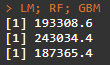 > LM; RF; GBM
[1] 193308.6
[1] 243034.4
[1] 187365.4